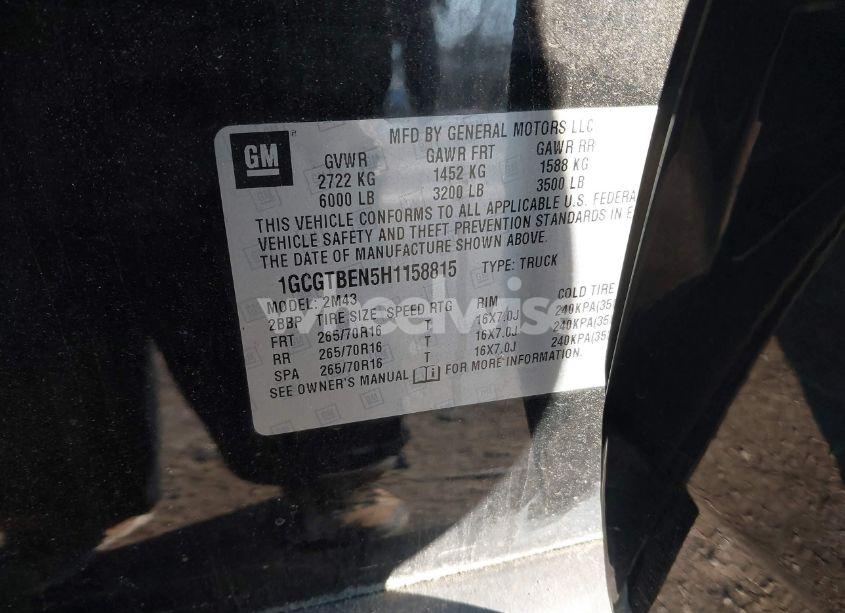 GM
MFD BY GENERAL MOTORS LLC
GVWR GAWR FRT GAWR RR
2722 KG 1452 KG 1588 KG
6000 LB 3200 LB 3500 LB
THIS VEHICLE CONFORMS TO ALL APPLICABLE U.S. FEDERA
VEHICLE SAFETY AND THEFT PREVENTION STANDARDS IN E
THE DATE OF MANUFACTURE SHOWN ABOVE.
1GCGTBEN5H1158815 TYPE: TRUCK
MODEL: 2M43
2BBP TIRE SIZE SPEED RTG RIM COLD TIRE
FRT 265/70R16 T 16X7.0J 240KPA(35
RR 265/70R16 T 16X7.0J 240KPA(35
SPA 265/70R16 T 16X7.0J 240KPA(35
SEE OWNER'S MANUAL FOR MORE INFORMATION.
wheelwise